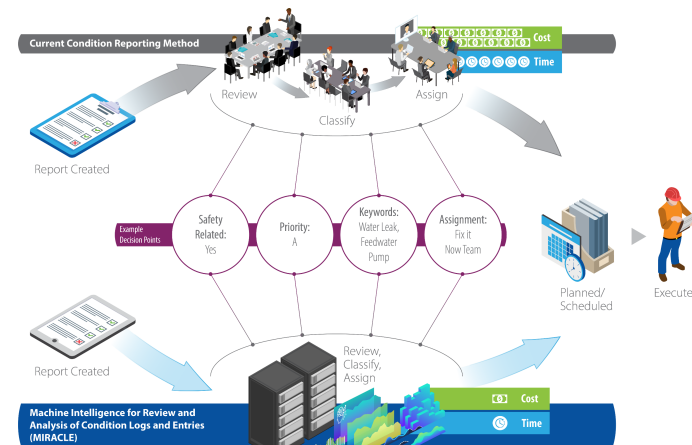 Current Condition Reporting Method
Cost
Time
Review
Classify
Assign
Report Created
Example
Decision Points
Safety
Related:
Yes
Priority:
A
Keywords:
Water Leak,
Feedwater
Pump
Assignment:
Fix it
Now Team
Planned/
Scheduled
Execute
Report Created
Review,
Classify,
Assign
Cost
Time
Machine Intelligence for Review and
Analysis of Condition Logs and Entries
(MIRACLE)